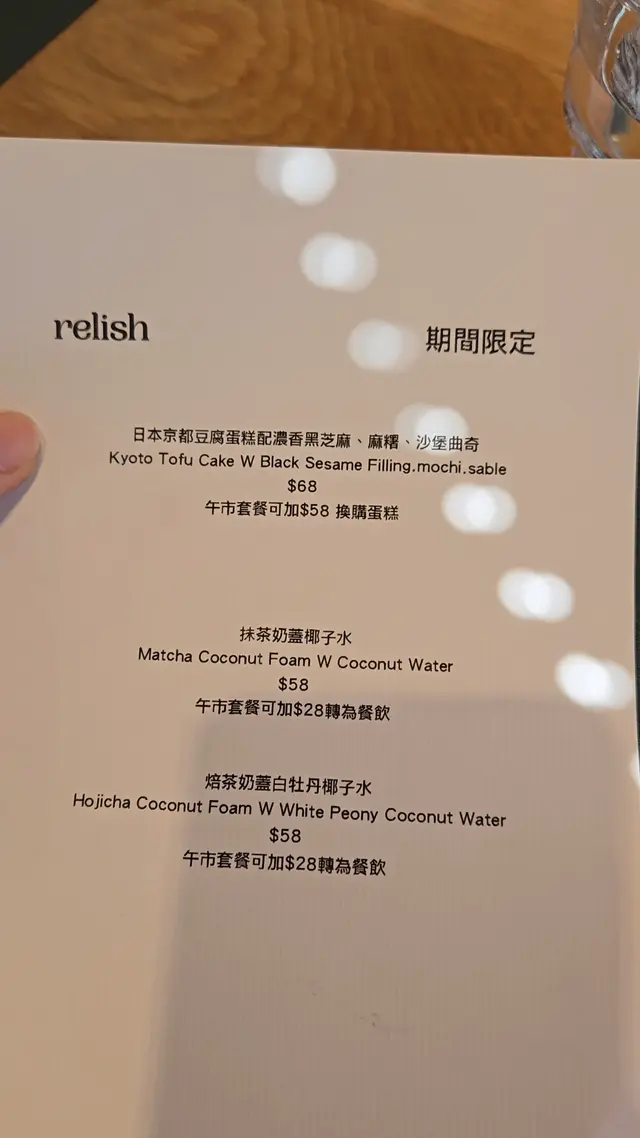 relish
期間限定
日本京都豆腐蛋糕配濃香黑芝麻、麻糬、沙堡曲奇
Kyoto Tofu Cake W Black Sesame Filling.mochi.sable
$68
午市套餐可加$58 換購蛋糕
抹茶奶蓋椰子水
Matcha Coconut Foam W Coconut Water
$58
午市套餐可加$28轉為餐飲
焙茶奶蓋白牡丹椰子水
Hojicha Coconut Foam W White Peony Coconut Water
$58
午市套餐可加$28轉為餐飲